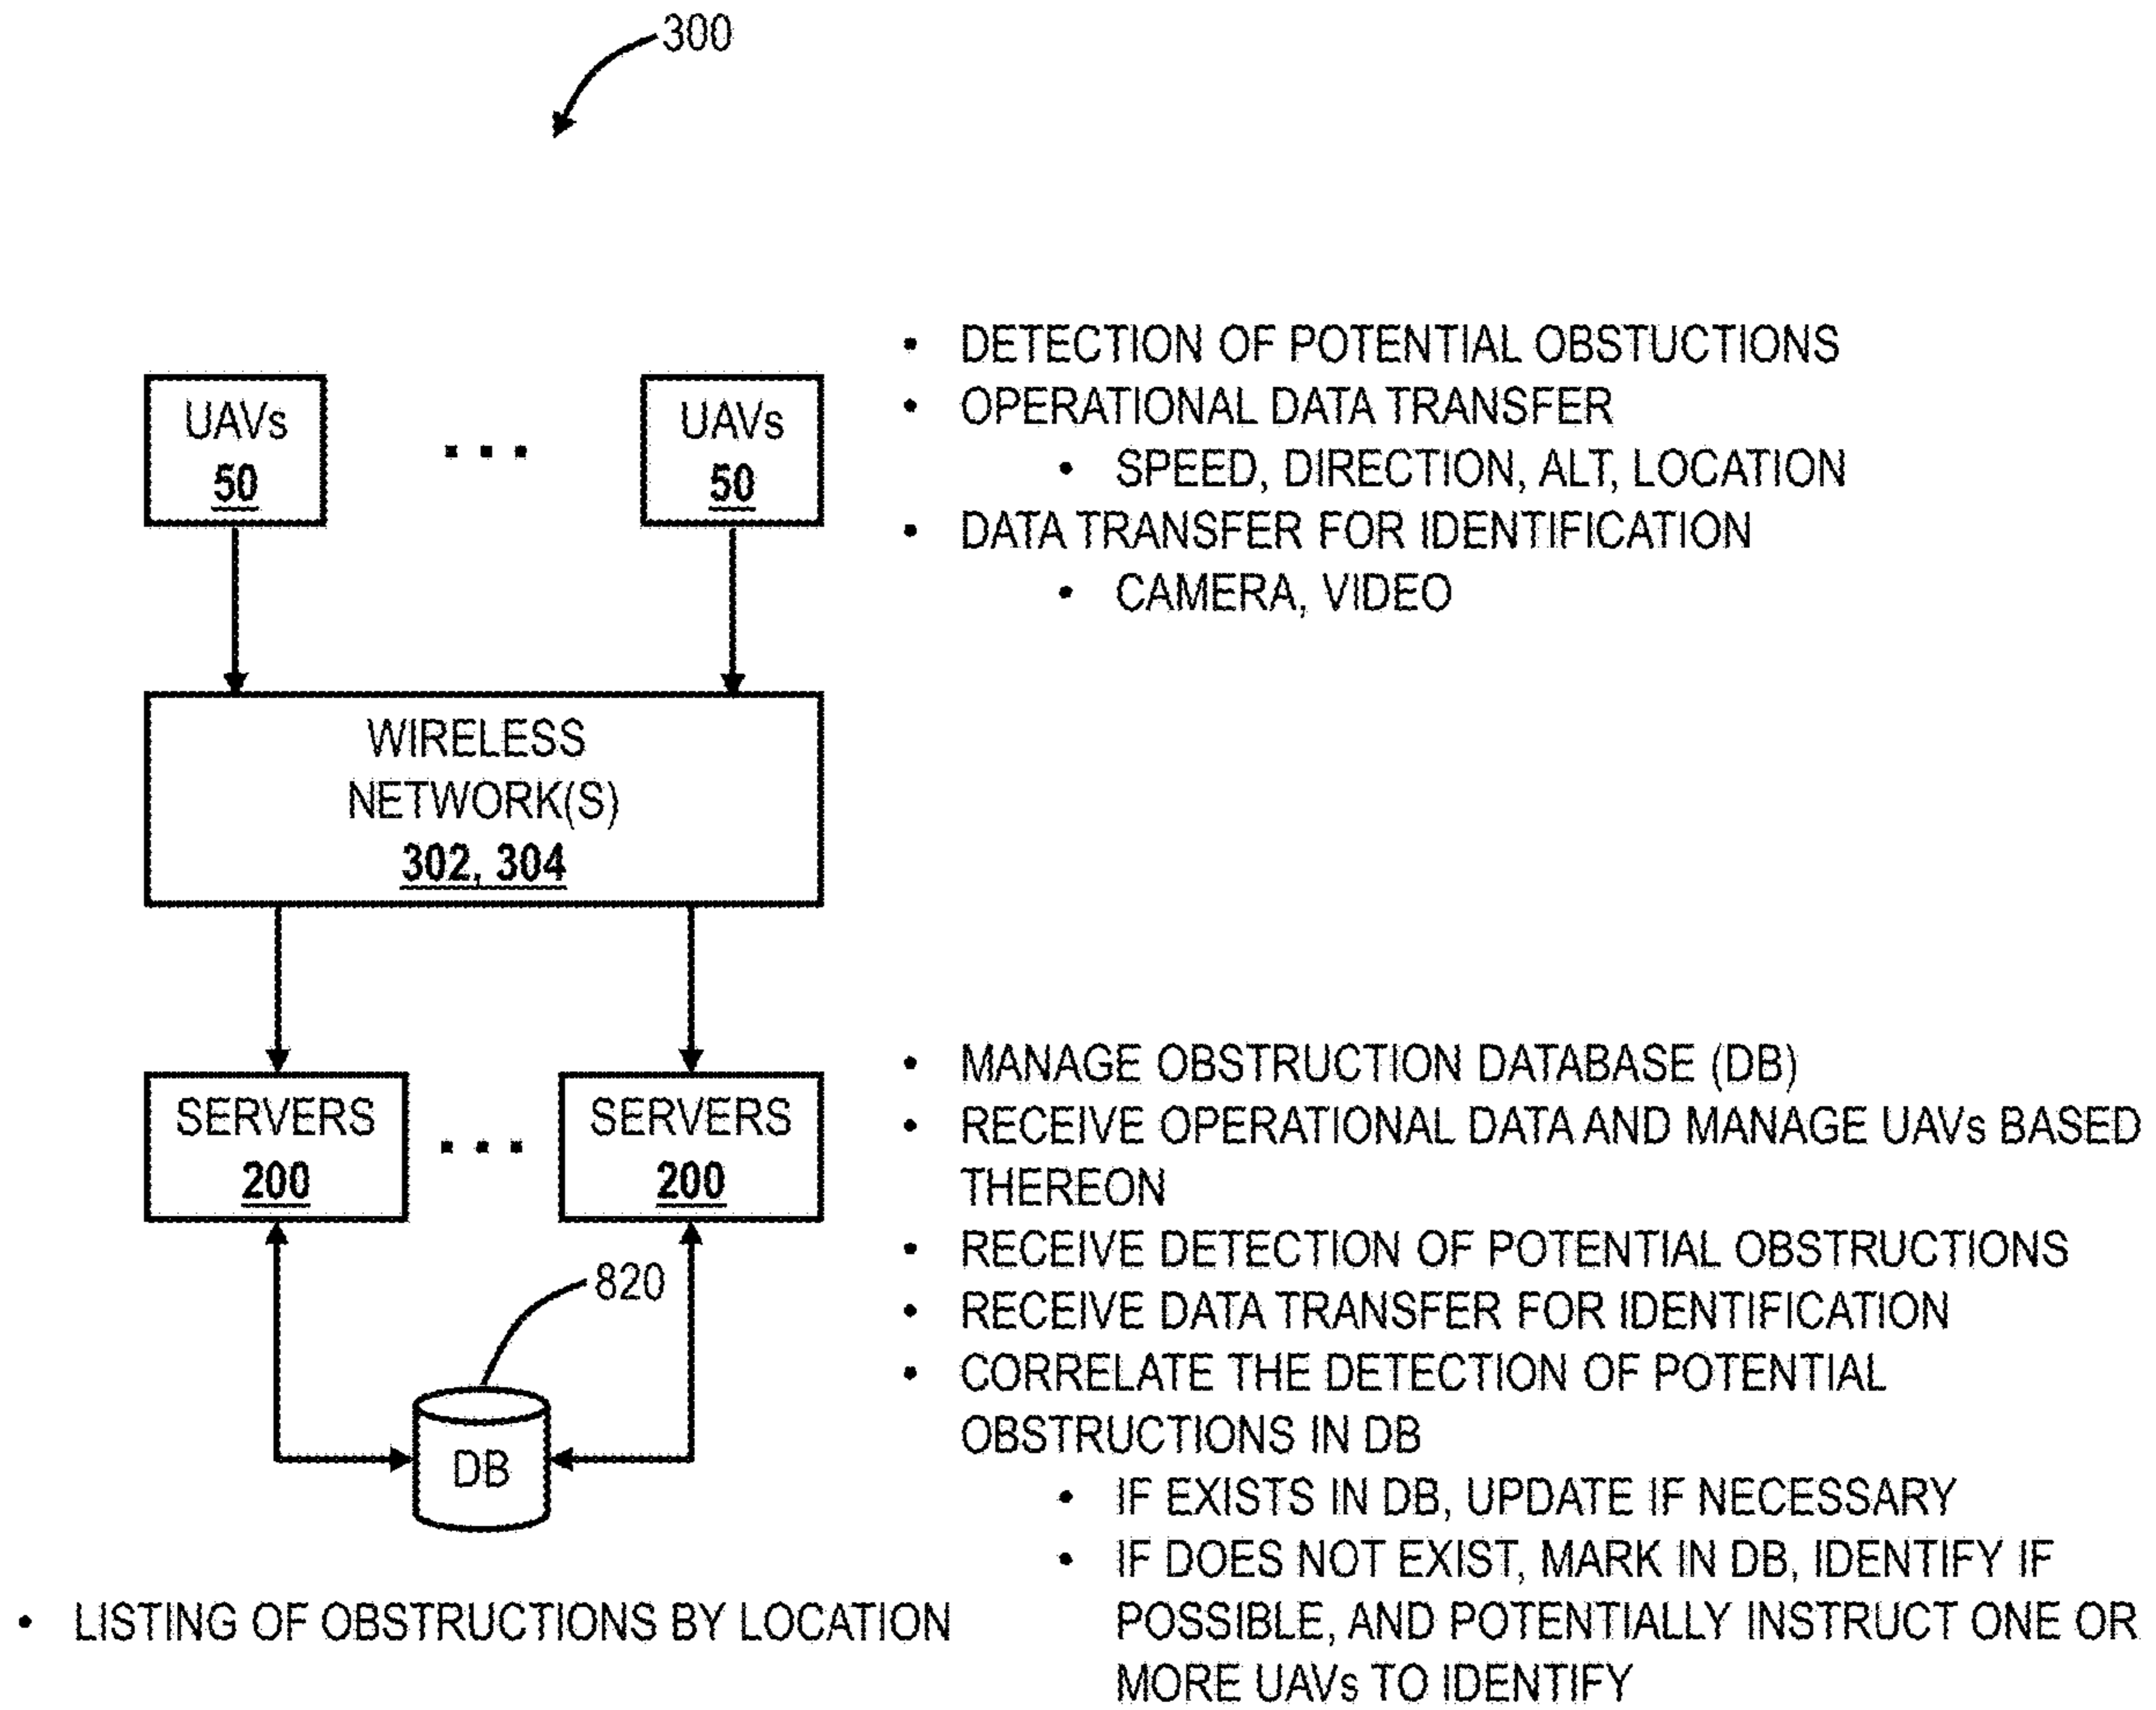 300
• DETECTION OF POTENTIAL OBSTUCTIONS
• OPERATIONAL DATA TRANSFER
• SPEED, DIRECTION, ALT, LOCATION
• DATA TRANSFER FOR IDENTIFICATION
• CAMERA, VIDEO
UAVs
50
. . .
UAVs
50
WIRELESS
NETWORK(S)
302, 304
SERVERS
200
. . .
SERVERS
200
820
DB
• LISTING OF OBSTRUCTIONS BY LOCATION
• MANAGE OBSTRUCTION DATABASE (DB)
• RECEIVE OPERATIONAL DATA AND MANAGE UAVs BASED
THEREON
• RECEIVE DETECTION OF POTENTIAL OBSTRUCTIONS
• RECEIVE DATA TRANSFER FOR IDENTIFICATION
• CORRELATE THE DETECTION OF POTENTIAL
OBSTRUCTIONS IN DB
• IF EXISTS IN DB, UPDATE IF NECESSARY
• IF DOES NOT EXIST, MARK IN DB, IDENTIFY IF
POSSIBLE, AND POTENTIALLY INSTRUCT ONE OR
MORE UAVs TO IDENTIFY